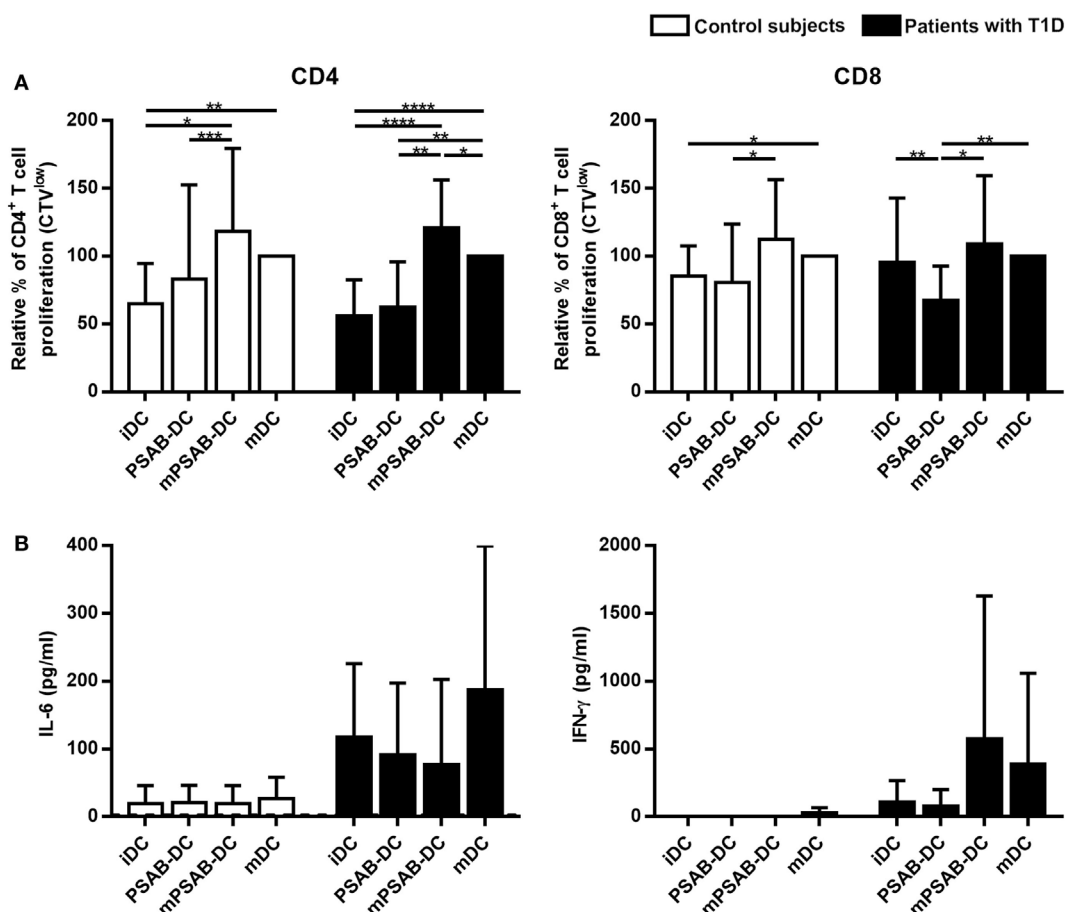 Control subjects Patients with T1D
A
CD4
CD8
Relative % of CD4+ T cell
proliferation (CTVlow)
200
150
100
50
0
**
*
***
****
****
**
**
*
iDC
PSAB-DC
mPSAB-DC
mDC
iDC
PSAB-DC
mPSAB-DC
mDC
Relative % of CD8+ T cell
proliferation (CTVlow)
200
150
100
50
0
*
*
**
**
*
iDC
PSAB-DC
mPSAB-DC
mDC
iDC
PSAB-DC
mPSAB-DC
mDC
B
IL-6 (pg/ml)
400
300
200
100
0
iDC
PSAB-DC
mPSAB-DC
mDC
iDC
PSAB-DC
mPSAB-DC
mDC
IFN-γ (pg/ml)
2000
1500
1000
500
0
iDC
PSAB-DC
mPSAB-DC
mDC
iDC
PSAB-DC
mPSAB-DC
mDC